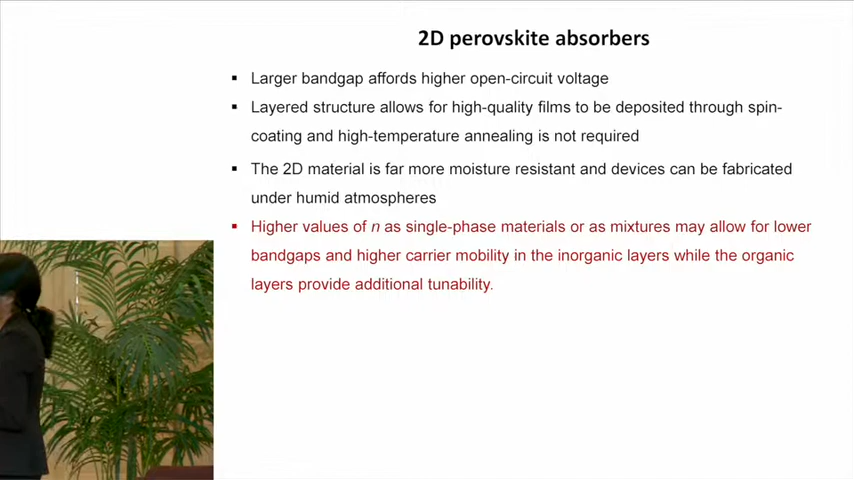 2D perovskite absorbers
▪ Larger bandgap affords higher open-circuit voltage
▪ Layered structure allows for high-quality films to be deposited through spin-
coating and high-temperature annealing is not required
▪ The 2D material is far more moisture resistant and devices can be fabricated
under humid atmospheres
▪ Higher values of n as single-phase materials or as mixtures may allow for lower
bandgaps and higher carrier mobility in the inorganic layers while the organic
layers provide additional tunability.